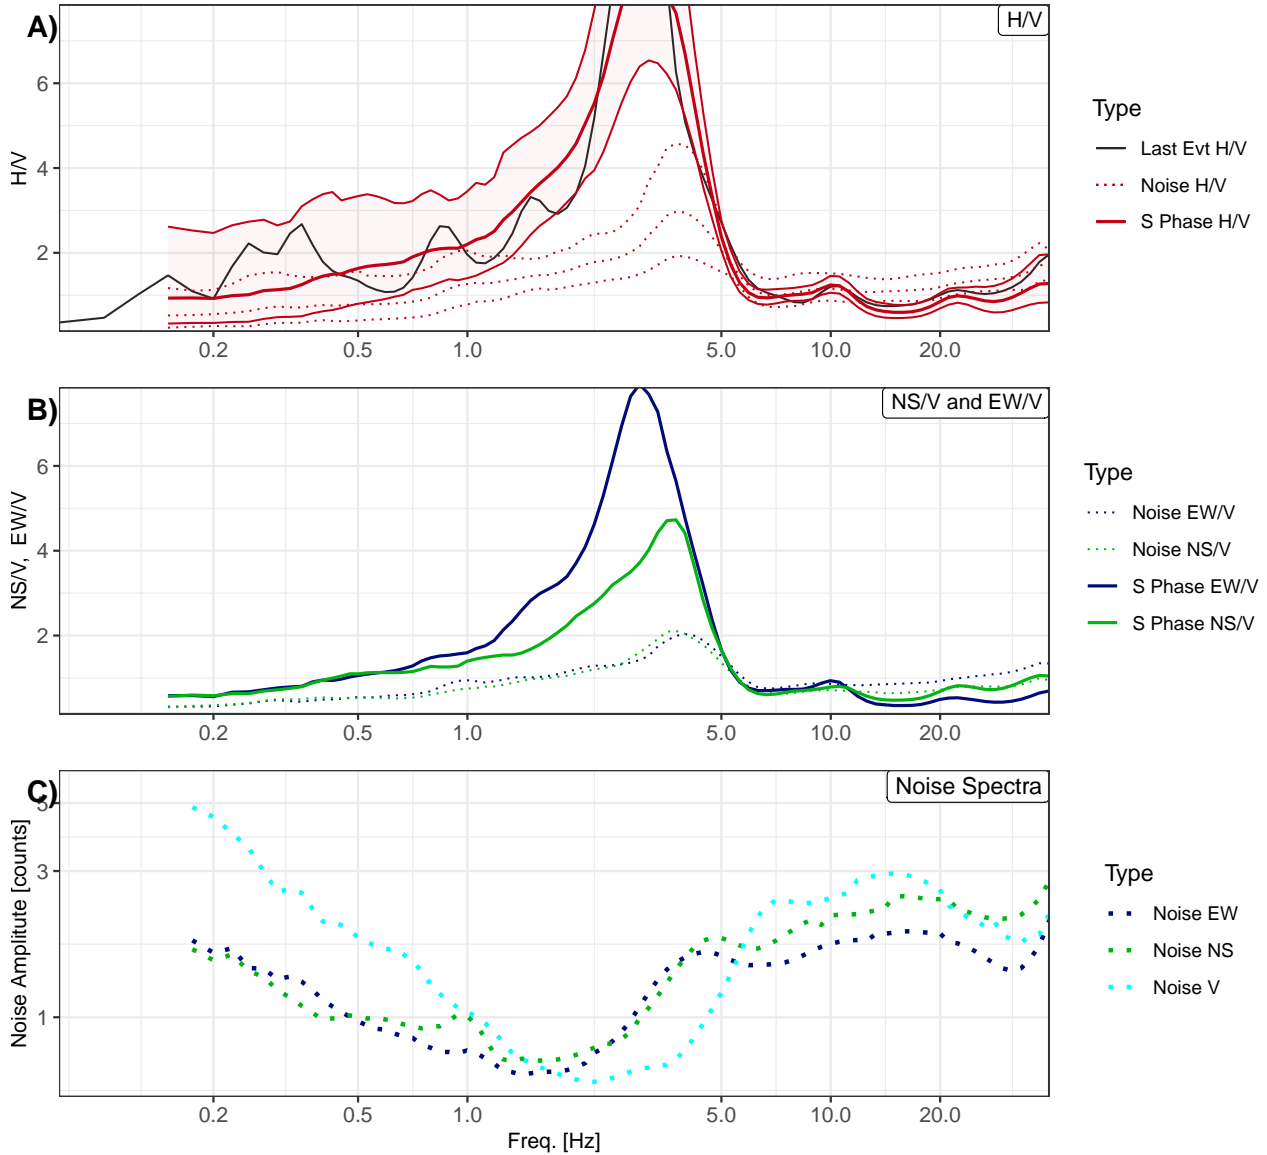 A)
H/V
6
4
2
H/V
0.2 0.5 1.0 5.0 10.0 20.0
Type
Last Evt H/V
Noise H/V
S Phase H/V
B)
NS/V and EW/V
6
4
2
NS/V, EW/V
0.2 0.5 1.0 5.0 10.0 20.0
Type
Noise EW/V
Noise NS/V
S Phase EW/V
S Phase NS/V
C)
Noise Spectra
5
3
1
Noise Amplitute [counts]
0.2 0.5 1.0 5.0 10.0 20.0
Freq. [Hz]
Type
Noise EW
Noise NS
Noise V